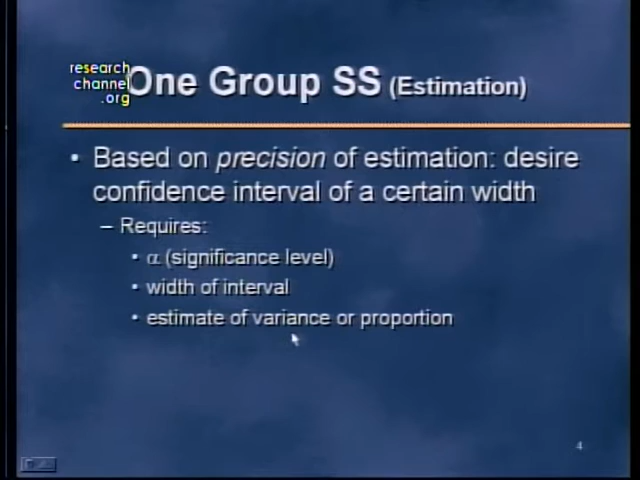 research
channel
.org
One Group SS (Estimation)
• Based on precision of estimation: desire
confidence interval of a certain width
– Requires:
• α (significance level)
• width of interval
• estimate of variance or proportion
4